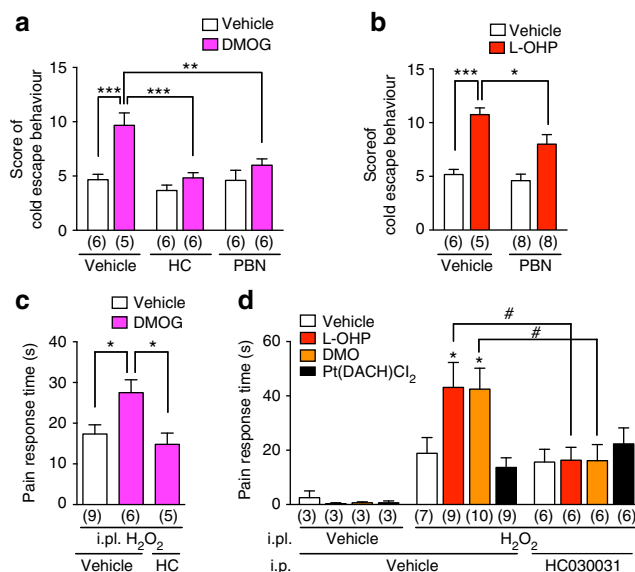 a
Vehicle
DMOG
Score of
cold escape behaviour
15
10
5
0
***
***
**
(6) (5) (6) (6) (6) (6)
Vehicle HC PBN
b
Vehicle
L-OHP
Scoreof
cold escape behaviour
15
10
5
0
***
*
(6) (5) (8) (8)
Vehicle PBN
c
Vehicle
DMOG
Pain response time (s)
40
30
20
10
0
* *
(9) (6) (5)
i.pl. H2O2
Vehicle HC
d
Vehicle
L-OHP
DMO
Pt(DACH)Cl2
Pain response time (s)
60
40
20
0
#
#
* *
(3) (3) (3) (3) (7) (9) (10) (9) (6) (6) (6) (6)
i.pl. Vehicle H2O2
i.p. Vehicle HC030031